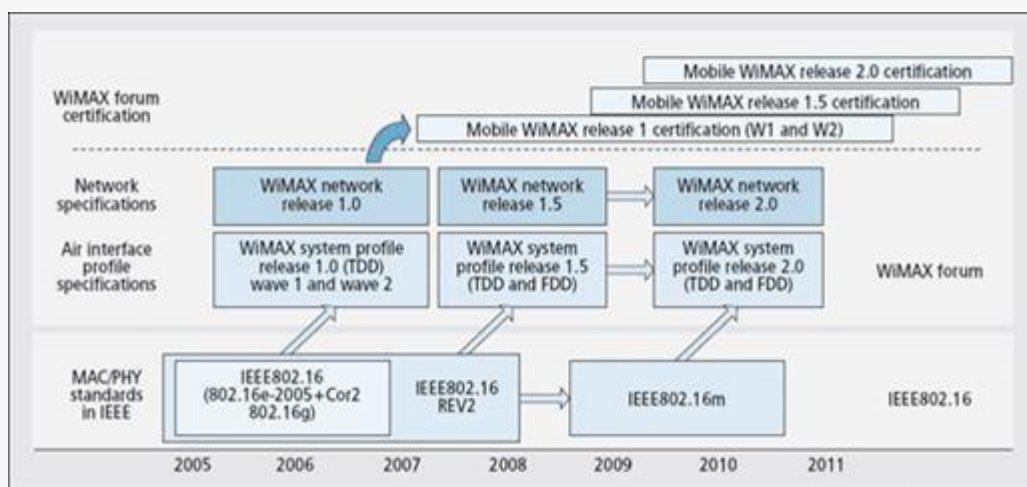 Mobile WiMAX release 2.0 certification
WiMAX forum
certification
Mobile WiMAX release 1.5 certification
Mobile WiMAX release 1 certification (W1 and W2)
Network
specifications
WiMAX network
release 1.0
WiMAX network
release 1.5
WiMAX network
release 2.0
Air interface
profile
specifications
WiMAX system profile
release 1.0 (TDD)
wave 1 and wave 2
WiMAX system
profile release 1.5
(TDD and FDD)
WiMAX system
profile release 2.0
(TDD and FDD)
WiMAX forum
MAC/PHY
standards
in IEEE
IEEE802.16
(802.16e-2005+Cor2
802.16g)
IEEE802.16
REV2
IEEE802.16m
IEEE802.16
2005 2006 2007 2008 2009 2010 2011